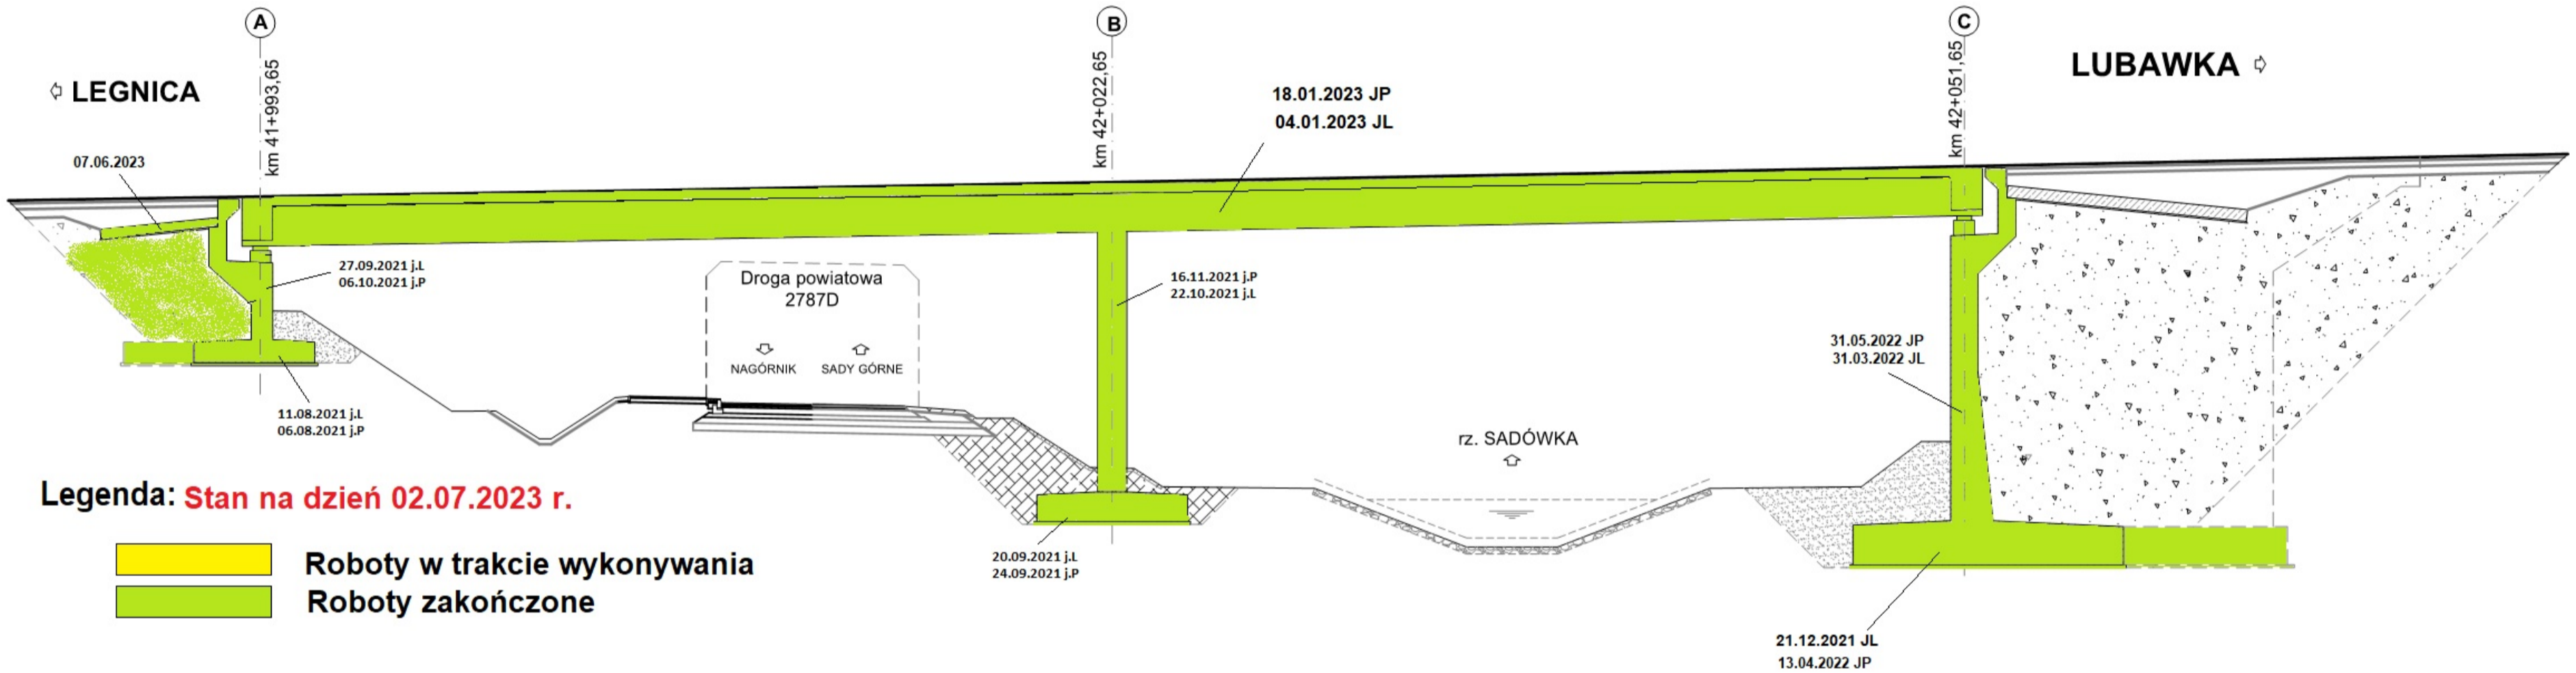 A
B
C
km 41+993,65
km 42+022,65
km 42+051,65
LEGNICA
LUBAWKA
18.01.2023 JP
04.01.2023 JL
07.06.2023
27.09.2021 j.L
06.10.2021 j.P
Droga powiatowa
2787D
NAGÓRNIK SADY GÓRNE
16.11.2021 j.P
22.10.2021 j.L
31.05.2022 JP
31.03.2022 JL
11.08.2021 j.L
06.08.2021 j.P
rz. SADÓWKA
Legenda: Stan na dzień 02.07.2023 r.
Roboty w trakcie wykonywania
Roboty zakończone
20.09.2021 j.L
24.09.2021 j.P
21.12.2021 JL
13.04.2022 JP